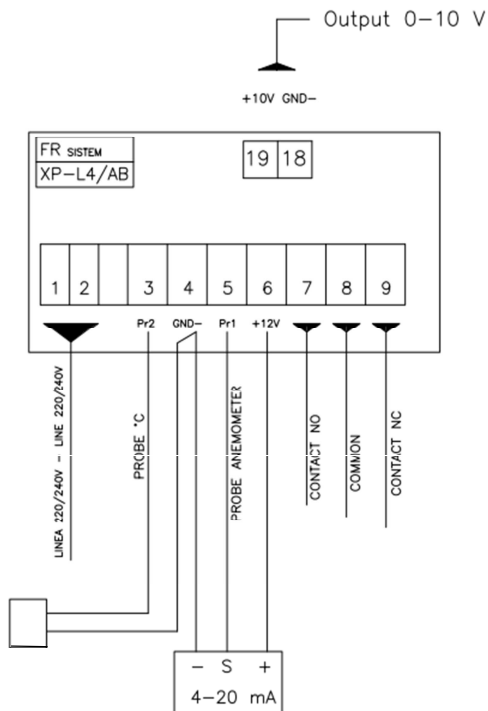 Output 0-10 V
+10V GND-
FR SISTEM
XP-L4/AB
19 18
1 2 3 4 5 6 7 8 9
Pr2 GND- Pr1 +12V
LINEA 220/240V - LINE 220/240V
PROBE °C
PROBE ANEMOMETER
CONTACT NO
COMMON
CONTACT NC
- S +
4-20 mA